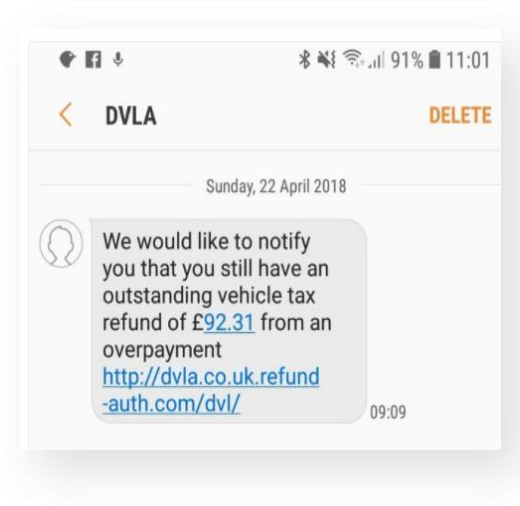 91% 11:01
DVLA DELETE
Sunday, 22 April 2018
We would like to notify
you that you still have an
outstanding vehicle tax
refund of £92.31 from an
overpayment
http://dvla.co.uk.refund
-auth.com/dvl/
09:09